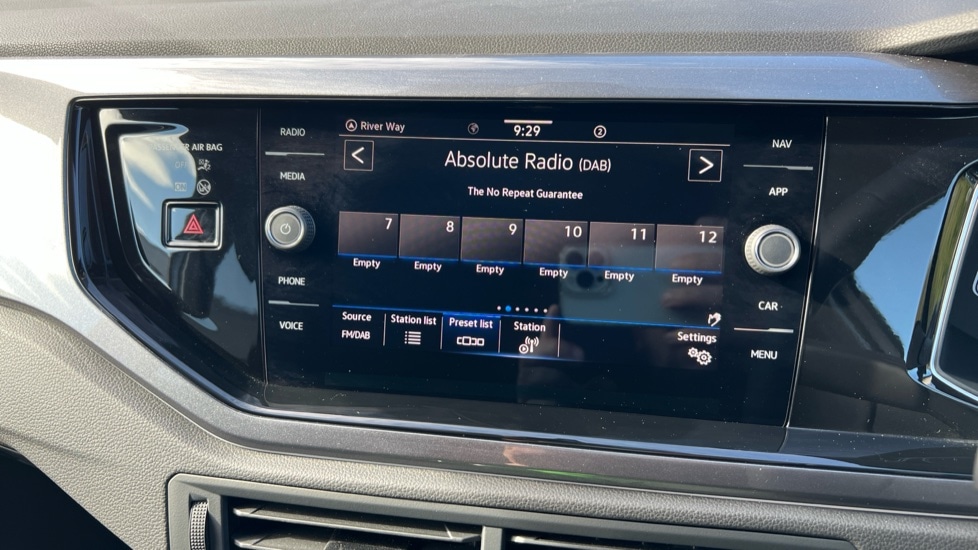 RADIO
MEDIA
PHONE
VOICE
AIR BAG
River Way
9:29
2
<
Absolute Radio (DAB)
>
The No Repeat Guarantee
7 8 9 10 11 12
Empty Empty Empty Empty Empty Empty
Source Station list Preset list Station Settings
FM/DAB
NAV
APP
CAR
MENU